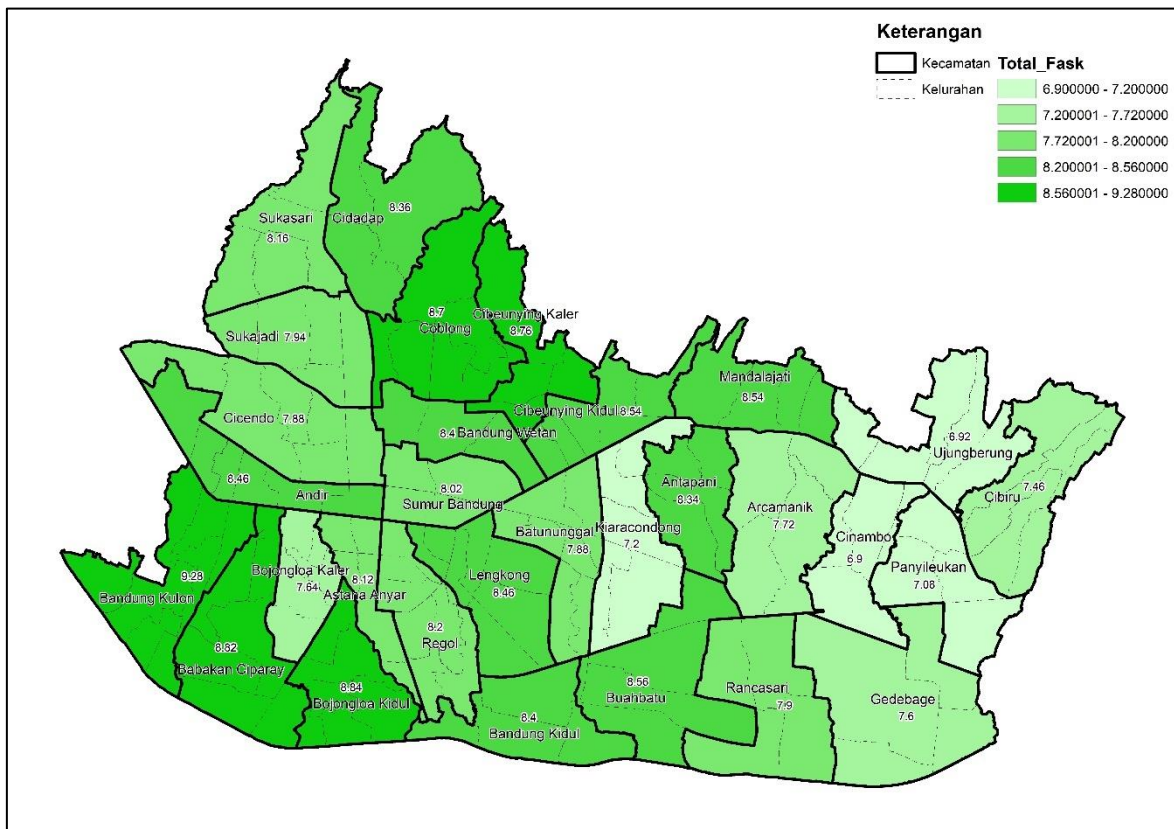 Keterangan
Kecamatan
Kelurahan
Total_Fask
6.900000 - 7.200000
7.200001 - 7.720000
7.720001 - 8.200000
8.200001 - 8.560000
8.560001 - 9.280000
Sukasari
8.16
Cidadap
8.36
8.7
Coblong
Cibeunying Kaler
8.76
Sukajadi
7.94
Cicendo
7.88
Cibeunying Kidul
8.54
Mandalajati
8.54
8.4
Bandung Wetan
6.92
Ujungberung
7.46
Cibiru
8.46
Andir
8.02
Sumur Bandung
Antapani
8.34
Arcamanik
7.72
Batununggal
7.88
Kiaracondong
7.2
Cinambo
6.9
Panyileukan
7.08
9.28
Bandung Kulon
Bojongloa Kaler
7.64
8.12
Astana Anyar
Lengkong
8.46
8.2
Regol
8.82
Babakan Ciparay
8.84
Bojongloa Kidul
8.4
Bandung Kidul
8.56
Buahbatu
Rancasari
7.9
Gedebage
7.6